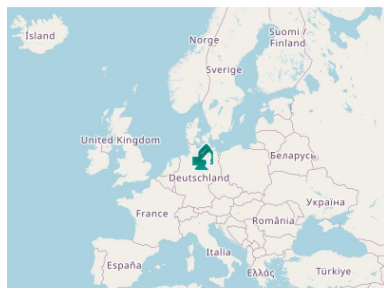 Ísland
Norge
Suomi /
Finland
Sverige
United Kingdom
Беларусь
Deutschland
Україна
France
România
Italia
España
Ελλάς
Türkiye